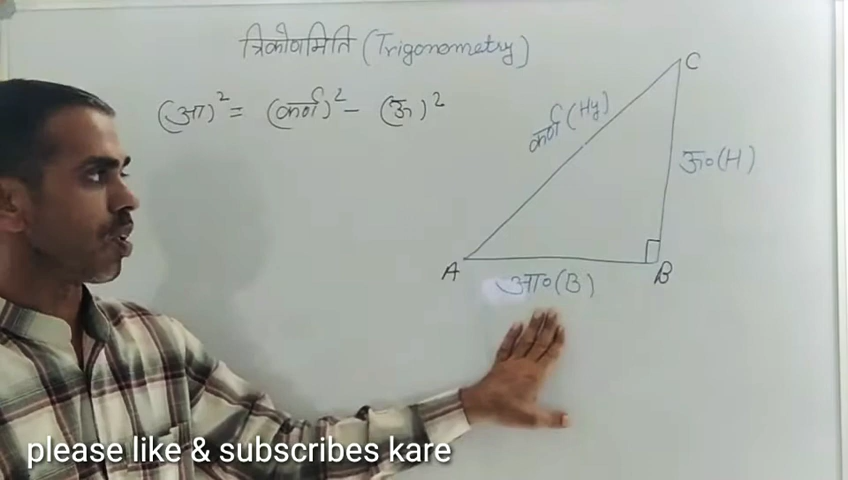 त्रिकोणमिति (Trigonometry)
(आ)² = (कर्ण)² - (ऊ)²
C
कर्ण (Hy)
ऊ० (H)
A
B
आ० (B)
please like & subscribes kare